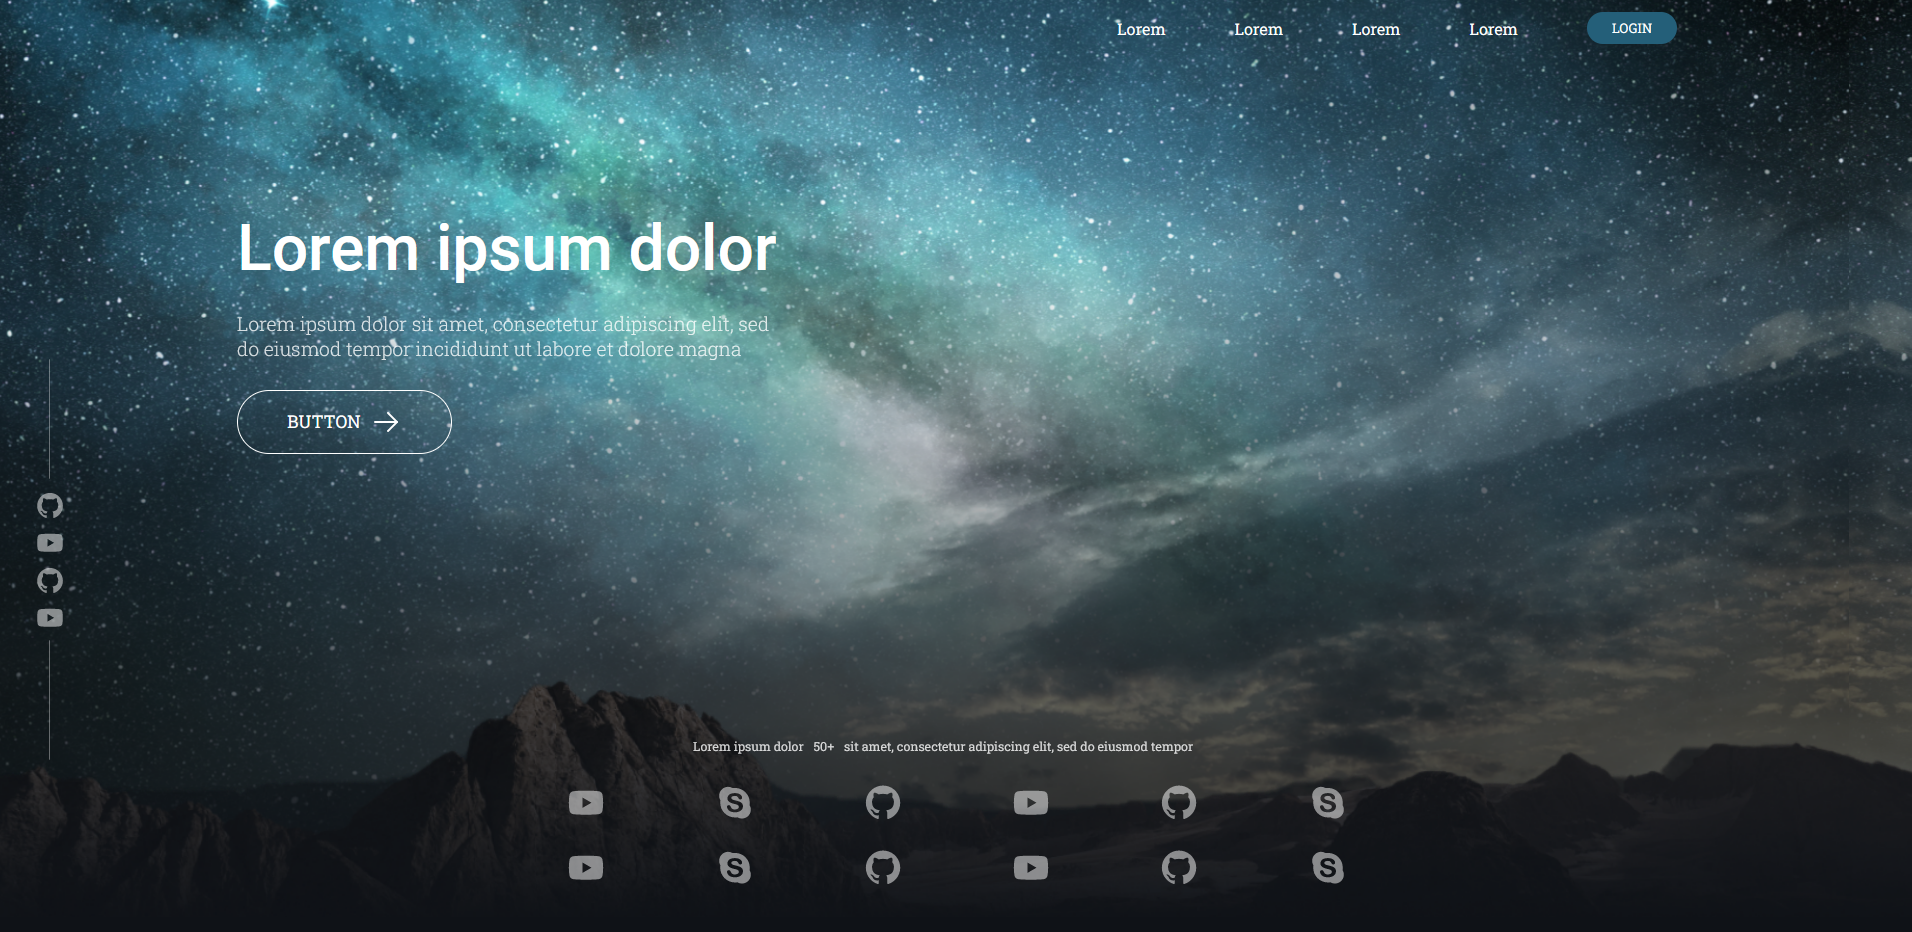 Lorem Lorem Lorem Lorem LOGIN
Lorem ipsum dolor
Lorem ipsum dolor sit amet, consectetur adipiscing elit, sed
do eiusmod tempor incididunt ut labore et dolore magna
BUTTON
Lorem ipsum dolor 50+ sit amet, consectetur adipiscing elit, sed do eiusmod tempor